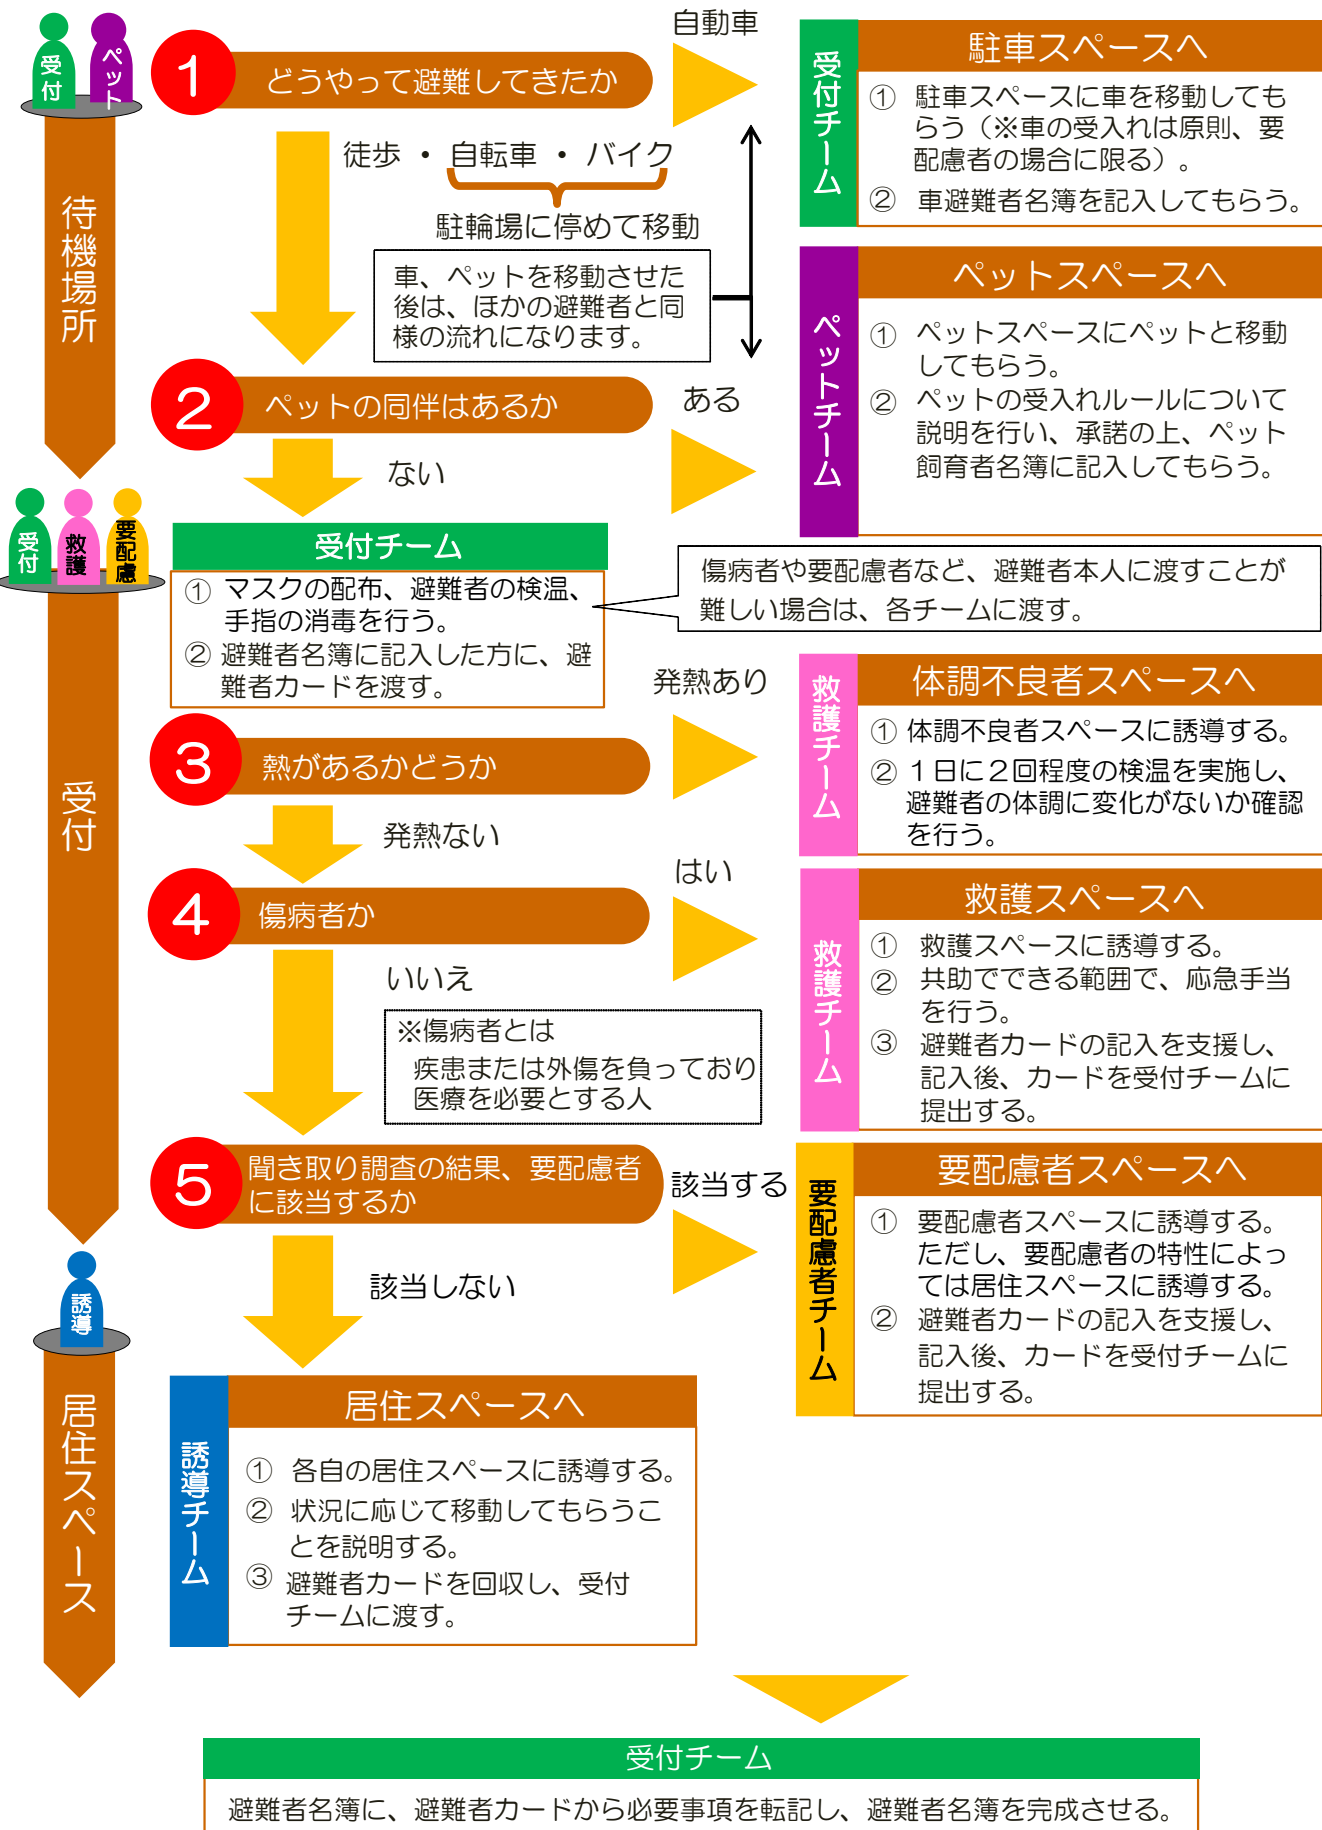 受付
ペット
待機場所
1
どうやって避難してきたか
自動車
徒歩 ・ 自転車 ・ バイク
駐輪場に停めて移動
車、ペットを移動させた
後は、ほかの避難者と同
様の流れになります。
受付チーム
駐車スペースへ
① 駐車スペースに車を移動しても
らう（※車の受入れは原則、要
配慮者の場合に限る）。
② 車避難者名簿を記入してもらう。
2
ペットの同伴はあるか
ある
ない
ペットチーム
ペットスペースへ
① ペットスペースにペットと移動
してもらう。
② ペットの受入れルールについて
説明を行い、承諾の上、ペット
飼育者名簿に記入してもらう。
受付
救護
要配慮
受付
受付チーム
① マスクの配布、避難者の検温、
手指の消毒を行う。
② 避難者名簿に記入した方に、避
難者カードを渡す。
傷病者や要配慮者など、避難者本人に渡すことが
難しい場合は、各チームに渡す。
3
熱があるかどうか
発熱あり
発熱ない
救護チーム
体調不良者スペースへ
① 体調不良者スペースに誘導する。
② １日に２回程度の検温を実施し、
避難者の体調に変化がないか確認
を行う。
4
傷病者か
はい
いいえ
※傷病者とは
疾患または外傷を負っており
医療を必要とする人
救護チーム
救護スペースへ
① 救護スペースに誘導する。
② 共助でできる範囲で、応急手当
を行う。
③ 避難者カードの記入を支援し、
記入後、カードを受付チームに
提出する。
5
聞き取り調査の結果、要配慮者
に該当するか
該当する
該当しない
要配慮者チーム
要配慮者スペースへ
① 要配慮者スペースに誘導する。
ただし、要配慮者の特性によっ
ては居住スペースに誘導する。
② 避難者カードの記入を支援し、
記入後、カードを受付チームに
提出する。
誘導
居住スペース
誘導チーム
居住スペースへ
① 各自の居住スペースに誘導する。
② 状況に応じて移動してもらうこ
とを説明する。
③ 避難者カードを回収し、受付
チームに渡す。
受付チーム
避難者名簿に、避難者カードから必要事項を転記し、避難者名簿を完成させる。